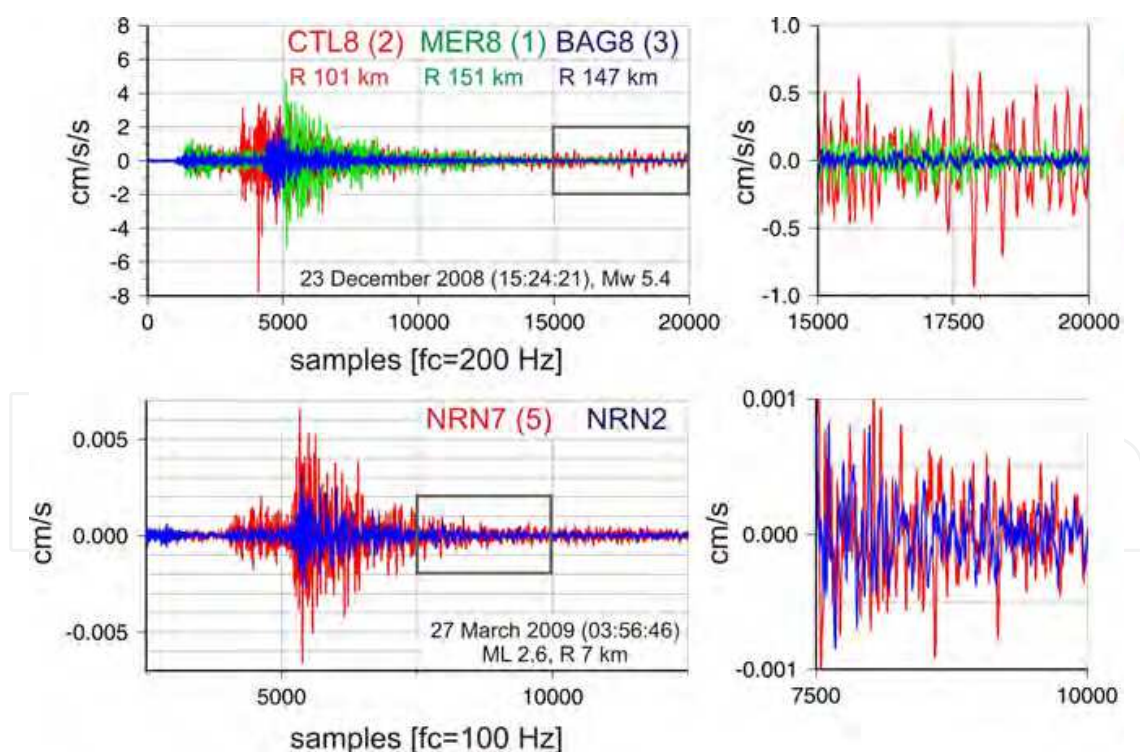 CTL8 (2) MER8 (1) BAG8 (3)
R 101 km R 151 km R 147 km
8
6
4
2
0
-2
-4
-6
-8
cm/s/s
23 December 2008 (15:24:21), Mw 5.4
0 5000 10000 15000 20000
samples [fc=200 Hz]
1.0
0.5
0.0
-0.5
-1.0
cm/s/s
15000 17500 20000
NRN7 (5) NRN2
0.005
0.000
-0.005
cm/s
27 March 2009 (03:56:46)
ML 2.6, R 7 km
5000 10000
samples [fc=100 Hz]
0.001
0.000
-0.001
cm/s
7500 10000